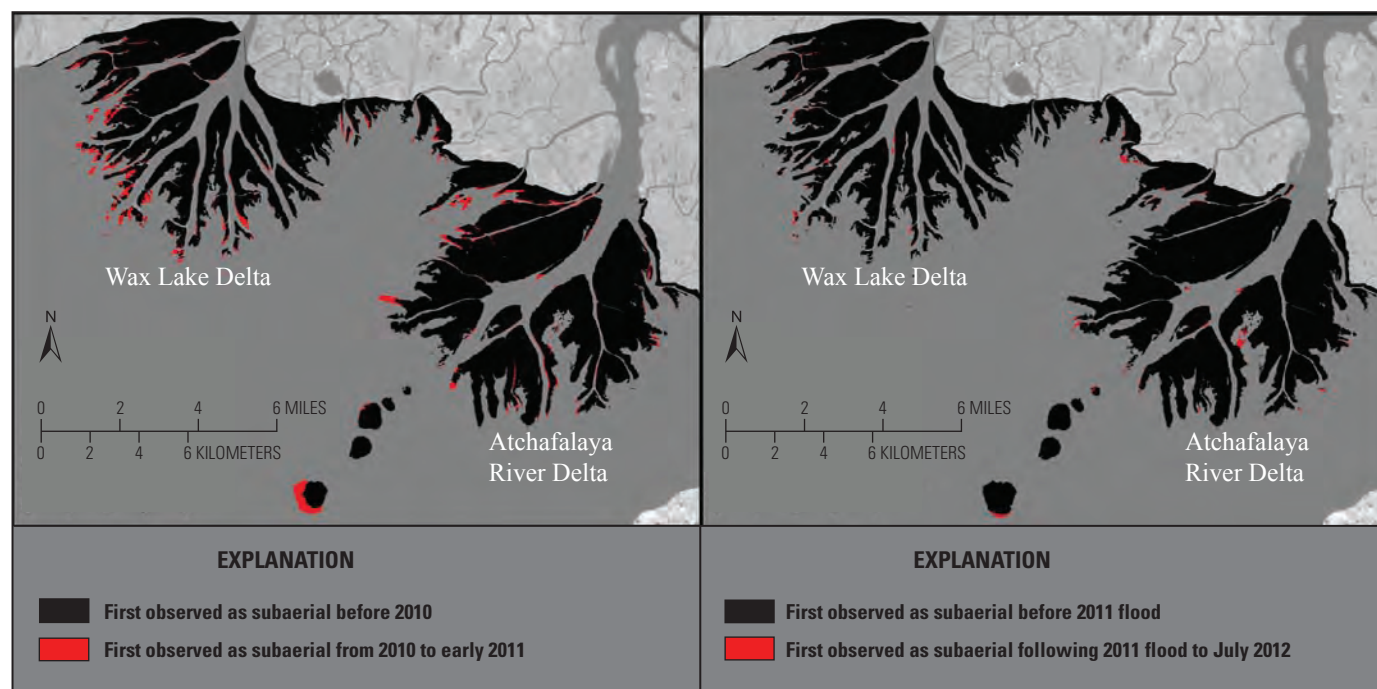 Wax Lake Delta
N
0 2 4 6 MILES
0 2 4 6 KILOMETERS
Atchafalaya
River Delta
EXPLANATION
First observed as subaerial before 2010
First observed as subaerial from 2010 to early 2011
Wax Lake Delta
N
0 2 4 6 MILES
0 2 4 6 KILOMETERS
Atchafalaya
River Delta
EXPLANATION
First observed as subaerial before 2011 flood
First observed as subaerial following 2011 flood to July 2012